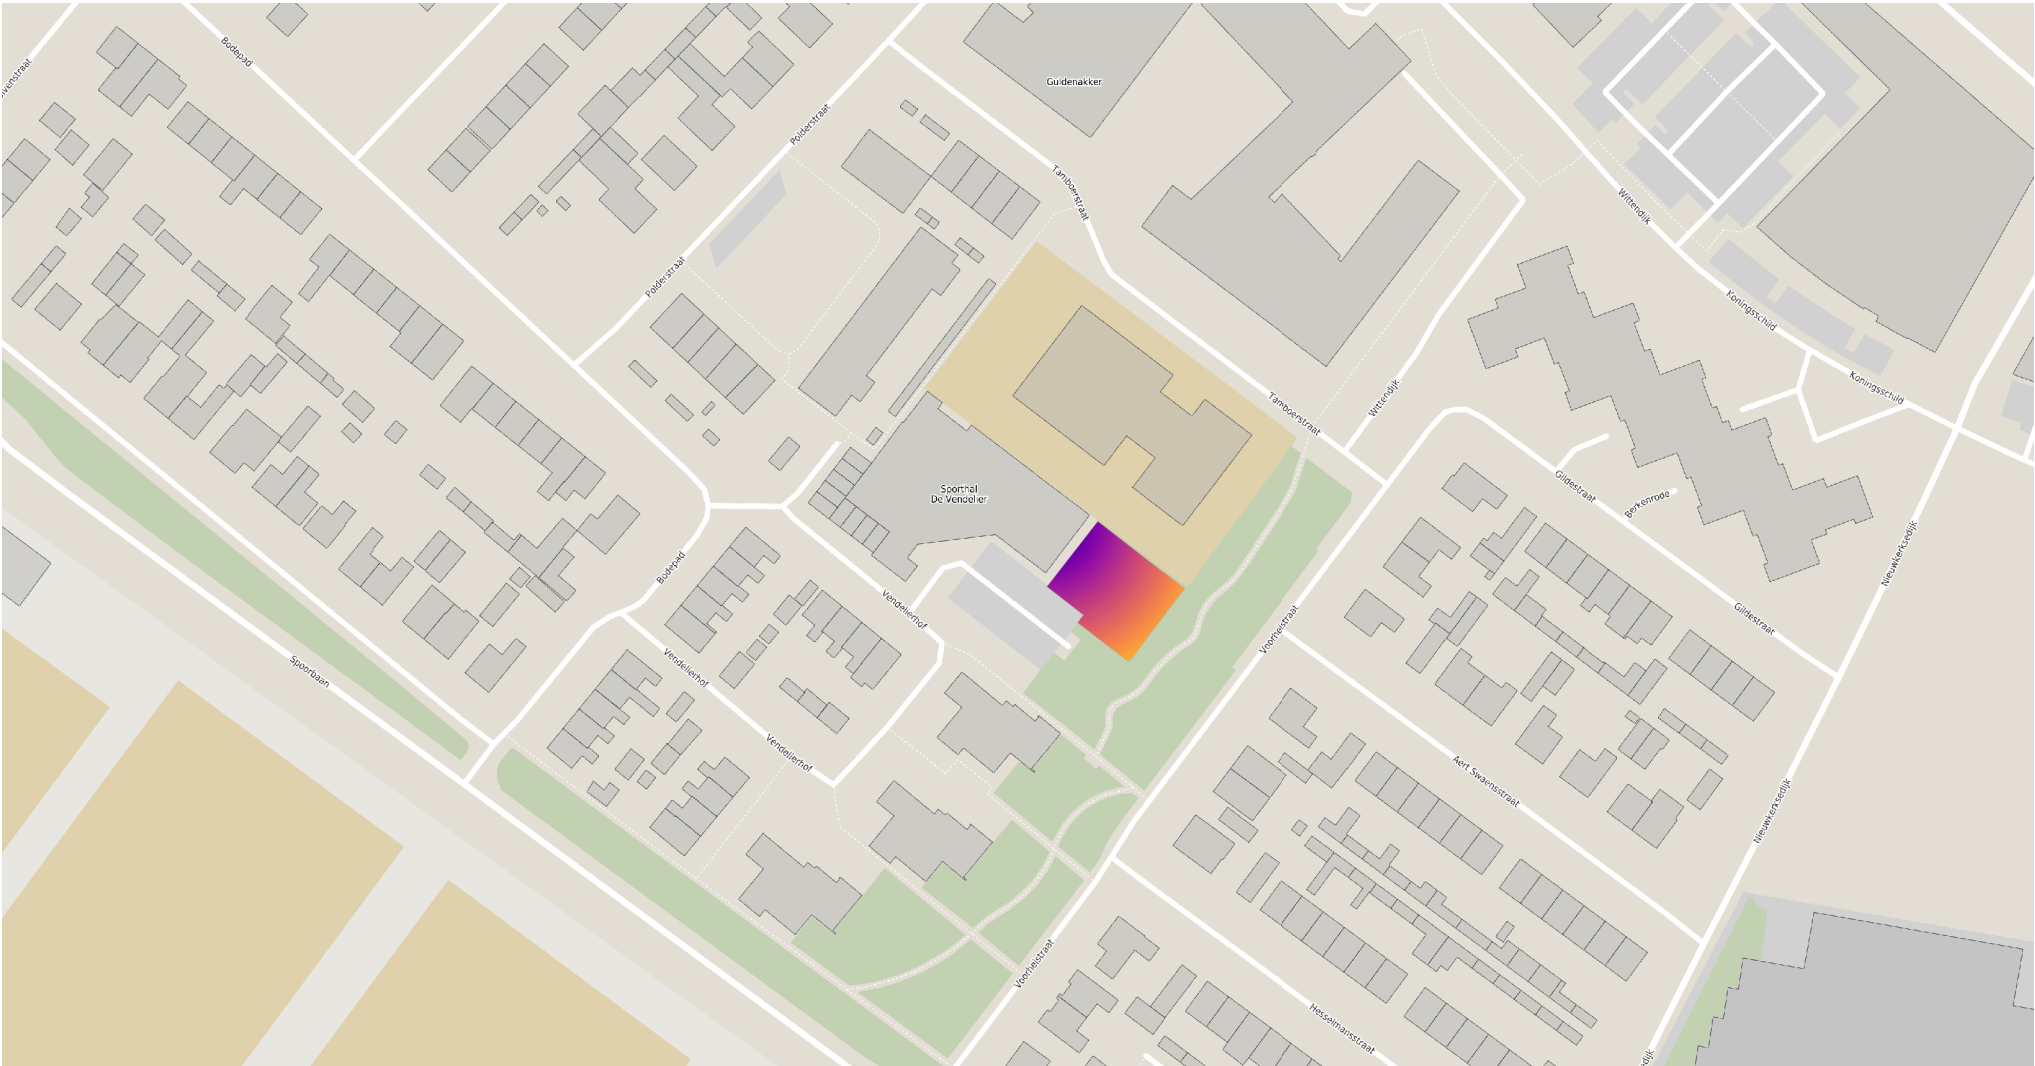 Bodepad
Guldenakker
Polderstraat
Tamboerstraat
Wittendijk
Polderstraat
Koningsschild
Koningsschild
Wittendijk
Tamboerstraat
Gildestraat
Berkenrode
Sporthal
De Vendelier
Nieuwkerksedijk
Bodepad
Vendelierhof
Voorheistraat
Gildestraat
Vendelierhof
Spoorbaan
Vendelierhof
Aert Swaensstraat
Nieuwkerksedijk
Voorheistraat
Hesselmansstraat